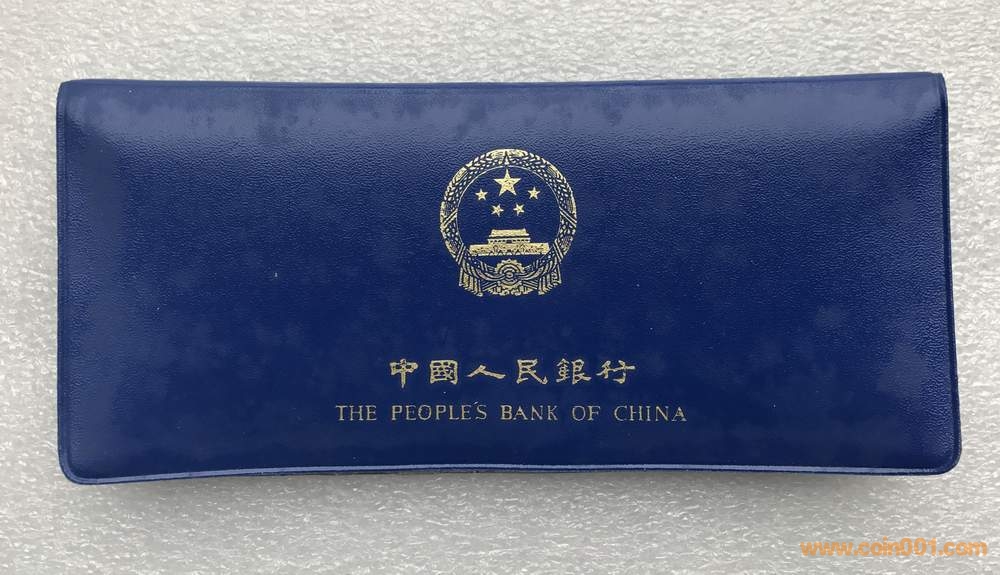 中國人民銀行
THE PEOPLE'S BANK OF CHINA
www.coin001.com